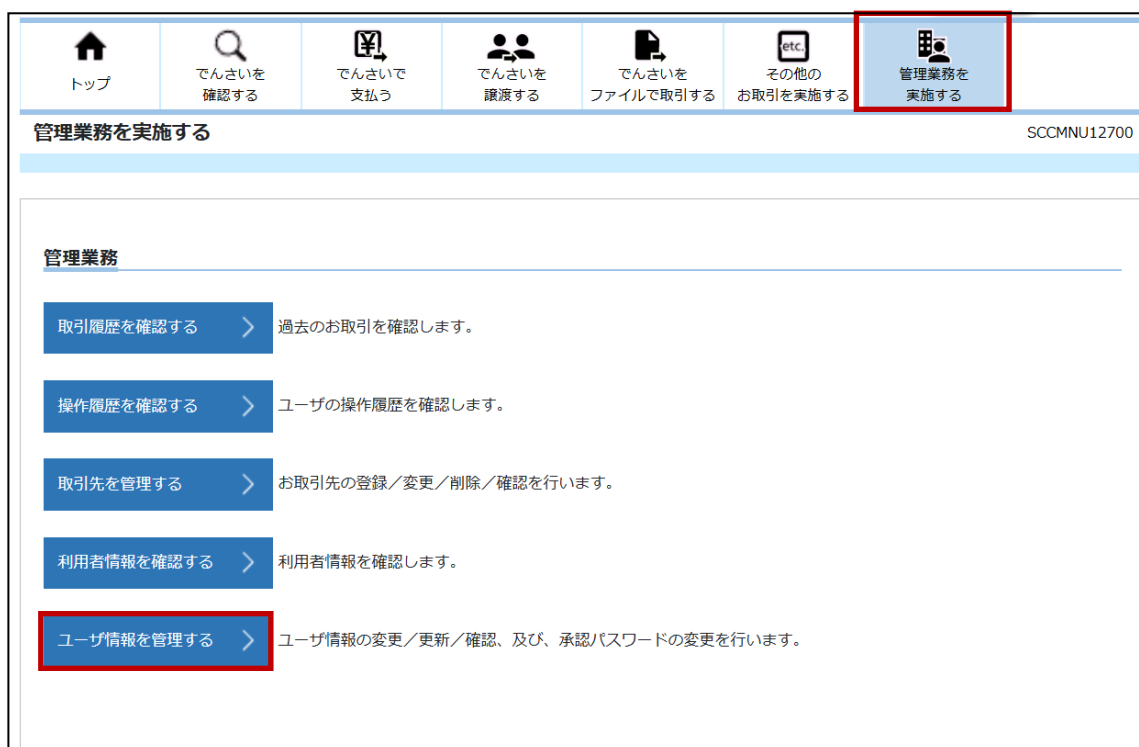 トップ
でんさいを
確認する
でんさいで
支払う
でんさいを
譲渡する
でんさいを
ファイルで取引する
etc.
その他の
お取引を実施する
管理業務を
実施する
管理業務を実施する
SCCMNU12700
管理業務
取引履歴を確認する
過去のお取引を確認します。
操作履歴を確認する
ユーザの操作履歴を確認します。
取引先を管理する
お取引先の登録／変更／削除／確認を行います。
利用者情報を確認する
利用者情報を確認します。
ユーザ情報を管理する
ユーザ情報の変更／更新／確認、及び、承認パスワードの変更を行います。